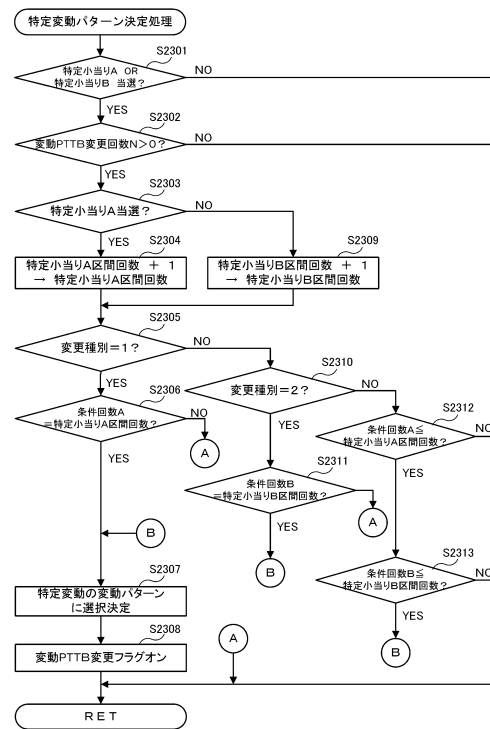 特定変動パターン決定処理
S2301
特定小当りA OR
特定小当りB 当選?
NO
YES
S2302
変動PTTB変更回数N>0?
NO
YES
S2303
特定小当りA当選?
NO
YES
S2304
特定小当りA区間回数 + 1
→ 特定小当りA区間回数
S2309
特定小当りB区間回数 + 1
→ 特定小当りB区間回数
S2305
変更種別=1?
NO
YES
S2310
変更種別=2?
NO
YES
S2306
条件回数A
=特定小当りA区間回数?
NO
A
YES
S2312
条件回数A≦
特定小当りA区間回数?
NO
YES
S2311
条件回数B
=特定小当りB区間回数?
A
YES
B
B
S2313
条件回数B≦
特定小当りB区間回数?
NO
YES
B
S2307
特定変動の変動パターン
に選択決定
S2308
変動PTTB変更フラグオン
A
RET